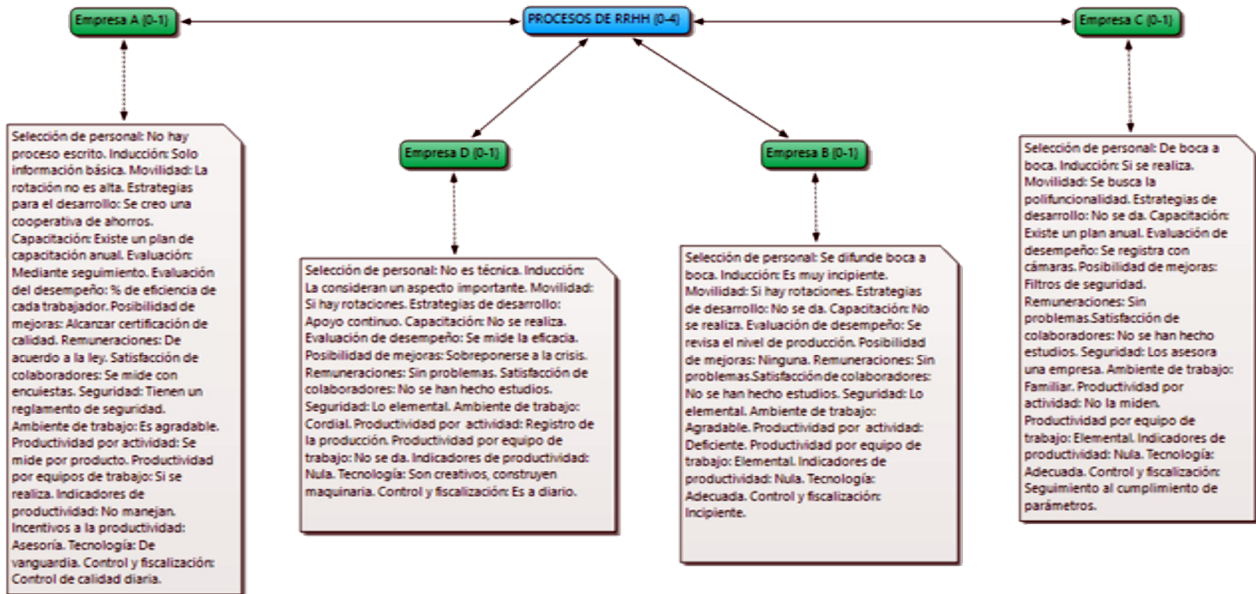 Empresa A {0-1}
PROCESOS DE RRHH {0-4}
Empresa C {0-1}
Empresa D {0-1}
Empresa B {0-1}
Selección de personal: No hay
proceso escrito. Inducción: Solo
información básica. Movilidad: La
rotación no es alta. Estrategias
para el desarrollo: Se creo una
cooperativa de ahorros.
Capacitación: Existe un plan de
capacitación anual. Evaluación:
Mediante seguimiento. Evaluación
del desempeño: % de eficiencia de
cada trabajador. Posibilidad de
mejoras: Alcanzar certificación de
calidad. Remuneraciones: De
acuerdo a la ley. Satisfacción de
colaboradores: Se mide con
encuiestas. Seguridad: Tienen un
reglamento de seguridad.
Ambiente de trabajo: Es agradable.
Productividad por actividad: Se
mide por producto. Productividad
por equipos de trabajo: Si se
realiza. Indicadores de
productividad: No manejan.
Incentivos a la productividad:
Asesoría. Tecnología: De
vanguardia. Control y fiscalización:
Control de calidad diaria.
Selección de personal: No es técnica. Inducción:
La consideran un aspecto importante. Movilidad:
Si hay rotaciones. Estrategias de desarrollo:
Apoyo continuo. Capacitación: No se realiza.
Evaluación de desempeño: Se mide la eficacia.
Posibilidad de mejoras: Sobreponerse a la crisis.
Remuneraciones: Sin problemas. Satisfacción de
colaboradores: No se han hecho estudios.
Seguridad: Lo elemental. Ambiente de trabajo:
Cordial. Productividad por actividad: Registro de
la producción. Productividad por equipo de
trabajo: No se da. Indicadores de productividad:
Nula. Tecnología: Son creativos, construyen
maquinaria. Control y fiscalización: Es a diario.
Selección de personal: Se difunde boca a
boca. Inducción: Es muy incipiente.
Movilidad: Si hay rotaciones. Estrategias
de desarrollo: No se da. Capacitación: No
se realiza. Evaluación de desempeño: Se
revisa el nivel de producción. Posibilidad
de mejoras: Ninguna. Remuneraciones: Sin
problemas.Satisfacción de colaboradores:
No se han hecho estudios. Seguridad: Lo
elemental. Ambiente de trabajo:
Agradable. Productividad por actividad:
Deficiente. Productividad por equipo de
trabajo: Elemental. Indicadores de
productividad: Nula. Tecnología:
Adecuada. Control y fiscalización:
Incipiente.
Selección de personal: De boca a
boca. Inducción: Si se realiza.
Movilidad: Se busca la
polifuncionalidad. Estrategias de
desarrollo: No se da. Capacitación:
Existe un plan anual. Evaluación de
desempeño: Se registra con
cámaras. Posibilidad de mejoras:
Filtros de seguridad.
Remuneraciones: Sin
problemas.Satisfacción de
colaboradores: No se han hecho
estudios. Seguridad: Los asesora
una empresa. Ambiente de trabajo:
Familiar. Productividad por
actividad: No la miden.
Productividad por equipo de
trabajo: Elemental. Indicadores de
productividad: Nula. Tecnología:
Adecuada. Control y fiscalización:
Seguimiento al cumplimiento de
parámetros.